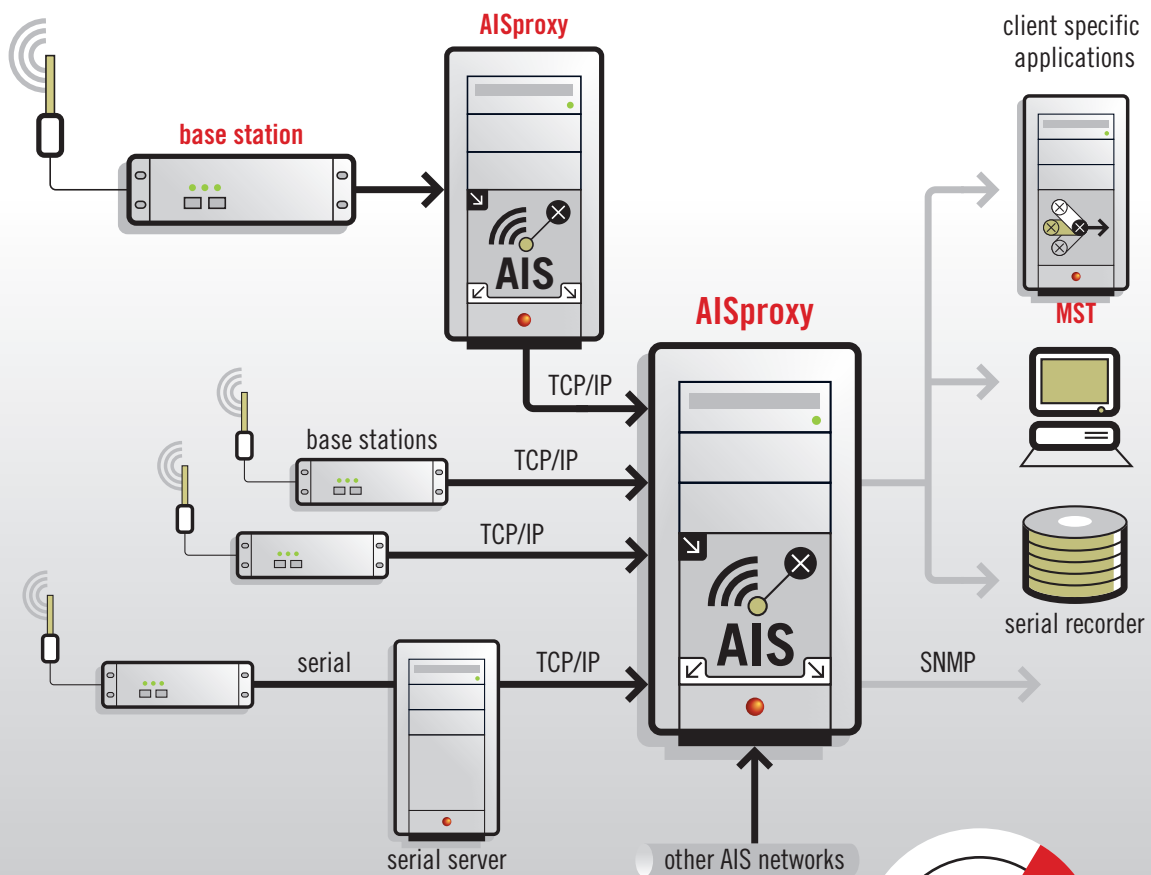 AISproxy
client specific
applications
base station
AIS
MST
AISproxy
TCP/IP
base stations
TCP/IP
TCP/IP
AIS
serial recorder
serial
TCP/IP
SNMP
serial server
other AIS networks